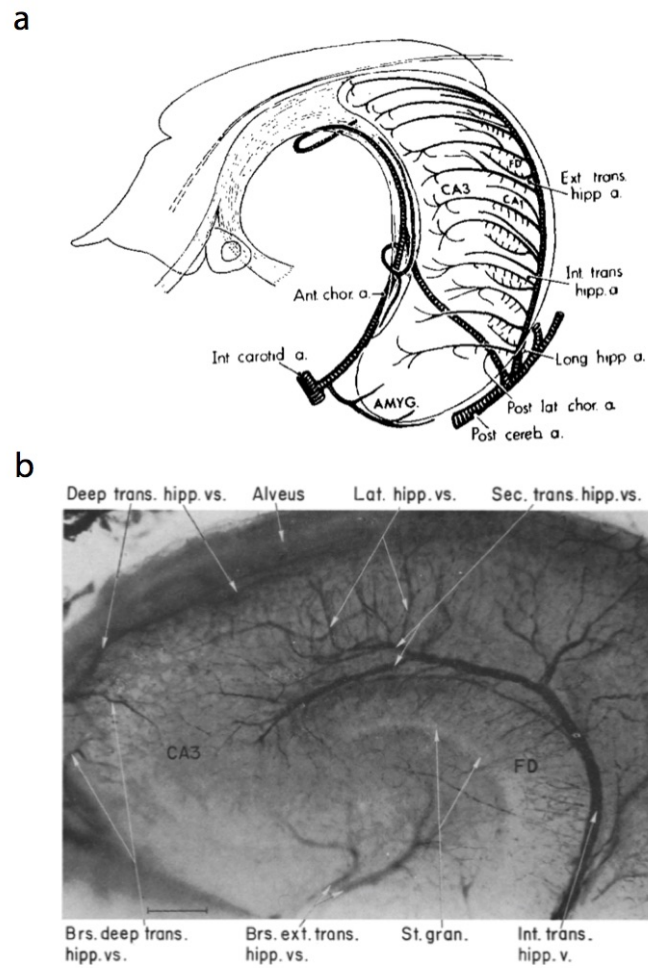 a
FD
Ext trans.
hipp a.
CA3
CA1
Int. trans
hipp. a
Ant. chor. a.
Int carotid a.
Long hipp a.
AMYG.
Post lat chor. a
Post cereb. a.
b
Deep trans. hipp. vs.
Alveus
Lat. hipp. vs.
Sec. trans. hipp. vs.
CA3
FD
Brs. deep trans.
hipp. vs.
Brs. ext. trans.
hipp. vs.
St. gran.
Int. trans.
hipp. v.